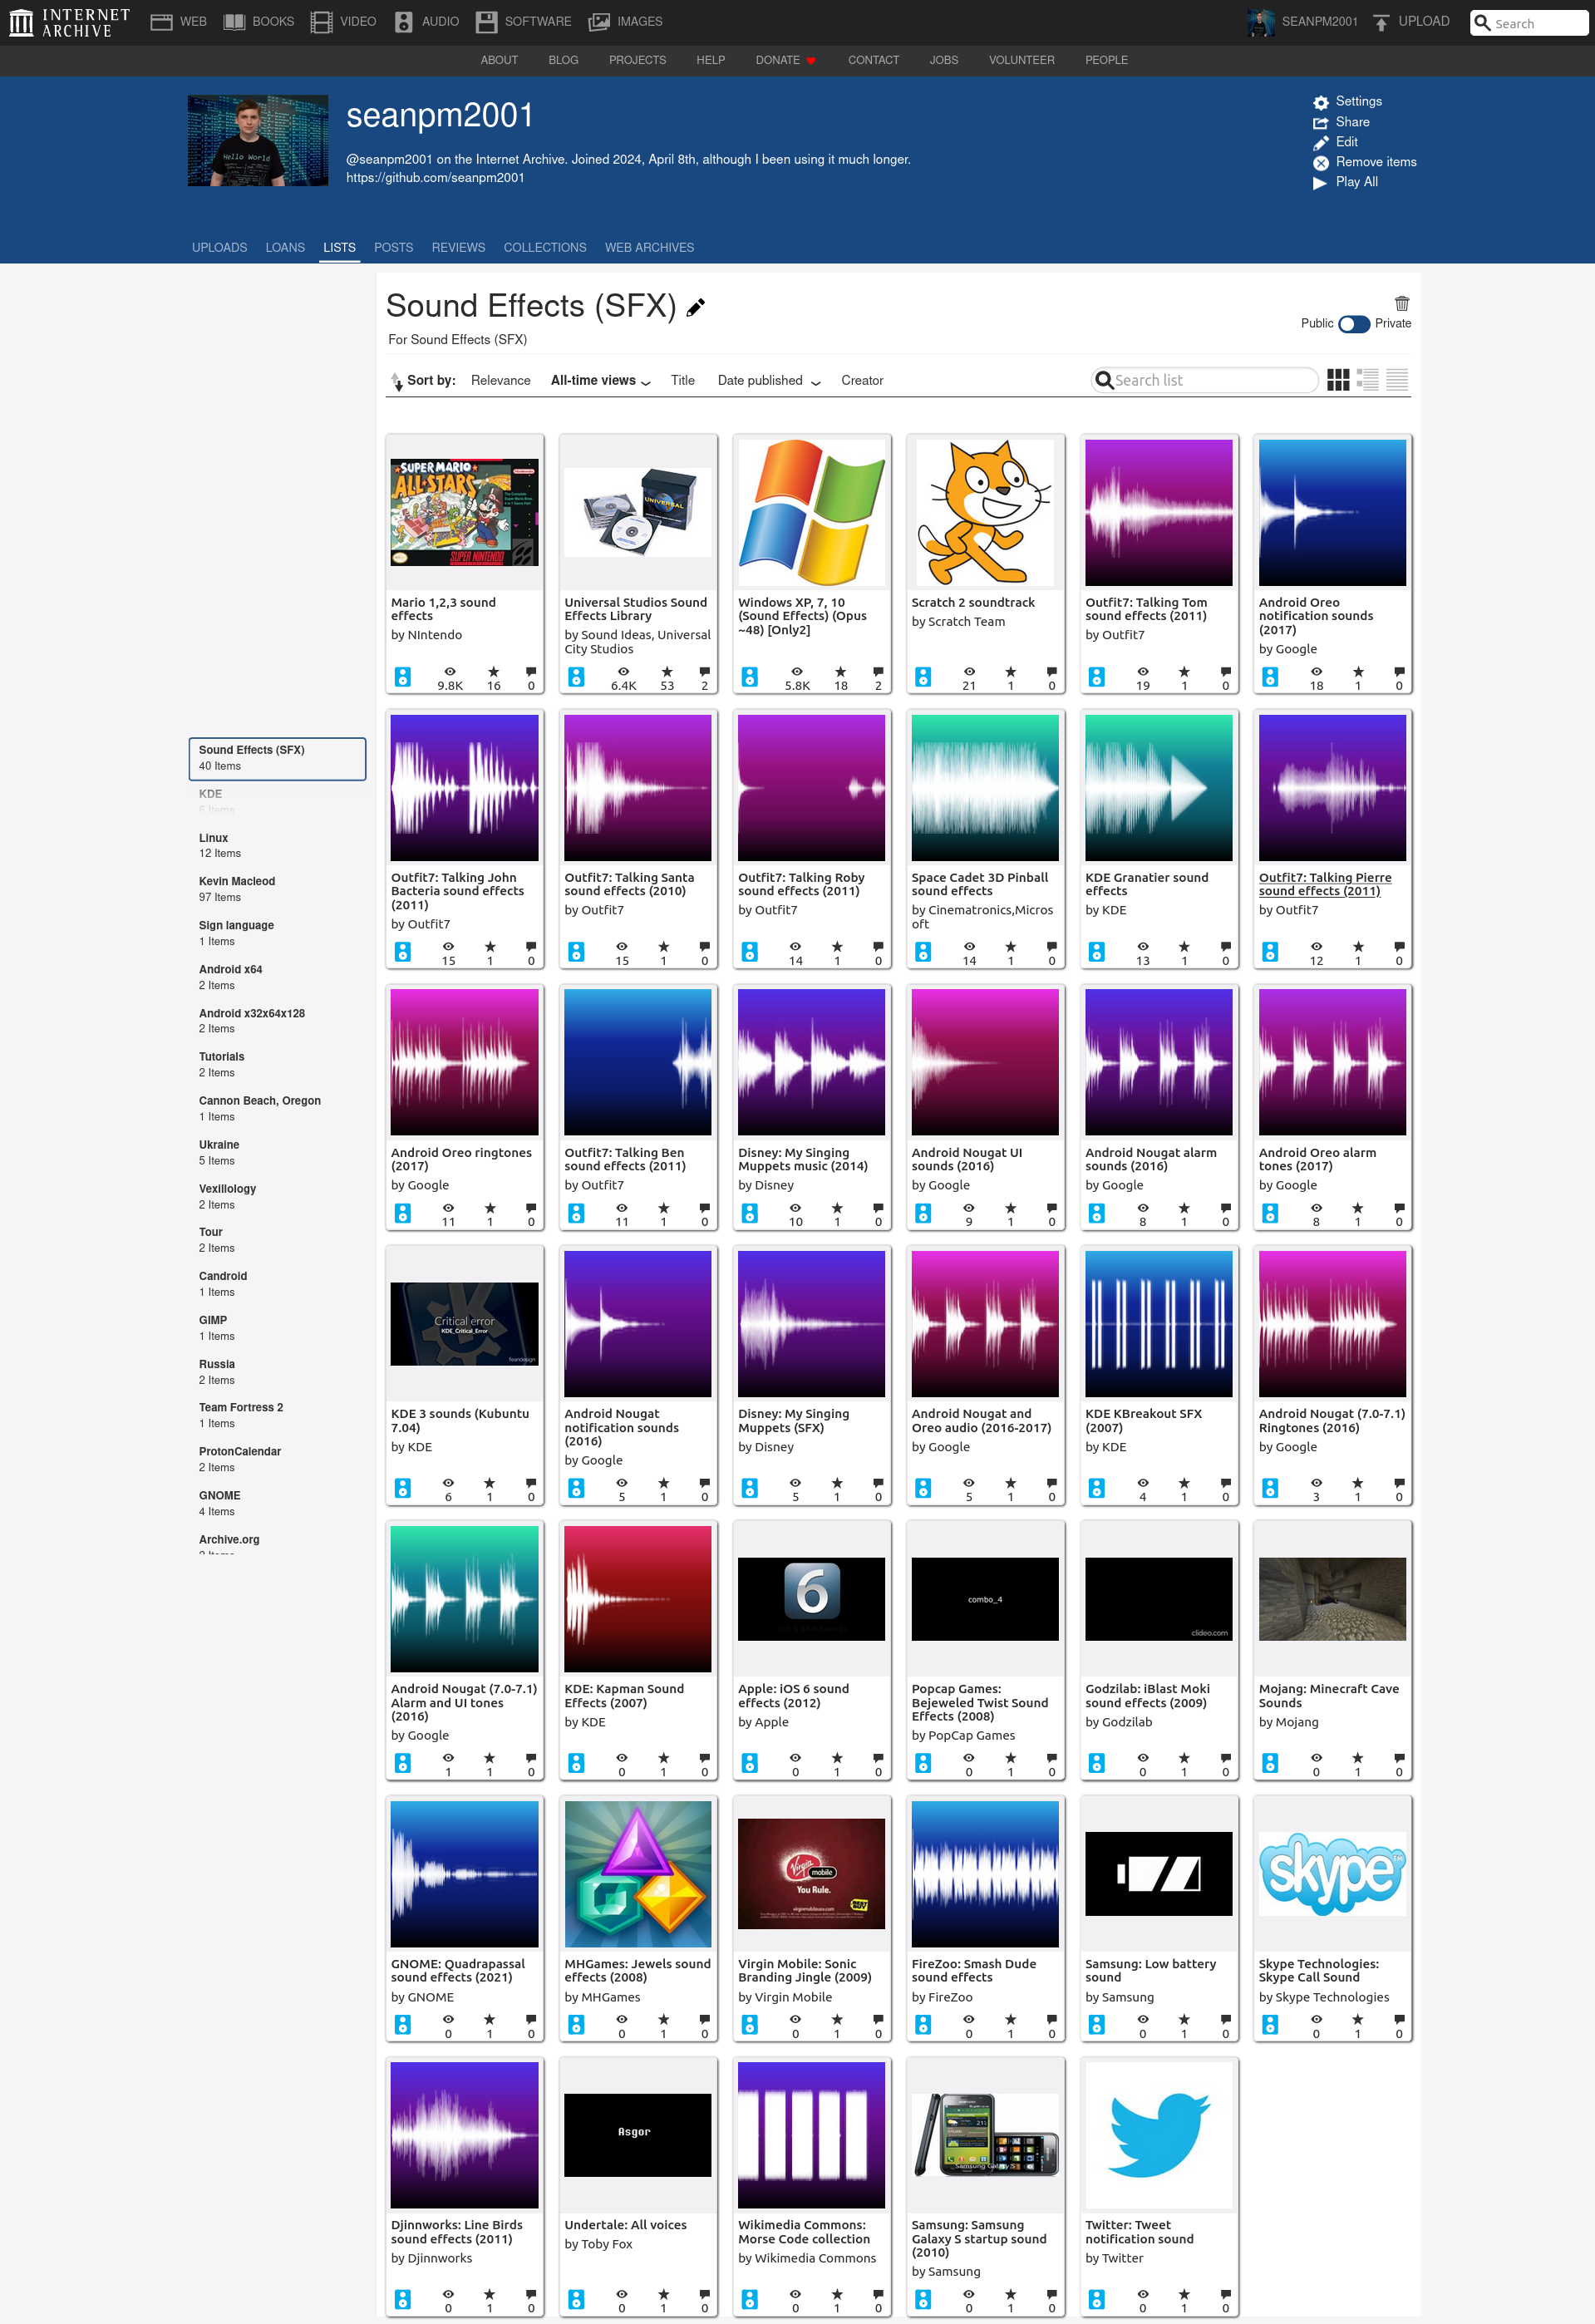 INTERNET
ARCHIVE
WEB
BOOKS
VIDEO
AUDIO
SOFTWARE
IMAGES
SEANPM2001
UPLOAD
Search
ABOUT
BLOG
PROJECTS
HELP
DONATE
CONTACT
JOBS
VOLUNTEER
PEOPLE
Hello World
seanpm2001
@seanpm2001 on the Internet Archive. Joined 2024, April 8th, although I been using it much longer.
https://github.com/seanpm2001
Settings
Share
Edit
Remove items
Play All
UPLOADS
LOANS
LISTS
POSTS
REVIEWS
COLLECTIONS
WEB ARCHIVES
Sound Effects (SFX)
40 Items
KDE
6 Items
Linux
12 Items
Kevin Macleod
97 Items
Sign language
1 Items
Android x64
2 Items
Android x32x64x128
2 Items
Tutorials
2 Items
Cannon Beach, Oregon
1 Items
Ukraine
5 Items
Vexillology
2 Items
Tour
2 Items
Candroid
1 Items
GIMP
1 Items
Russia
2 Items
Team Fortress 2
1 Items
ProtonCalendar
2 Items
GNOME
4 Items
Archive.org
Sound Effects (SFX)
For Sound Effects (SFX)
Public
Private
Sort by:
Relevance
All-time views
Title
Date published
Creator
Search list
SUPER MARIO
ALL-STARS
SUPER NINTENDO
Mario 1,2,3 sound
effects
by NIntendo
9.8K 16 0
UNIVERSAL
Universal Studios Sound
Effects Library
by Sound Ideas, Universal
City Studios
6.4K 53 2
Windows XP, 7, 10
(Sound Effects) (Opus
~48) [Only2]
5.8K 18 2
Scratch 2 soundtrack
by Scratch Team
21 1 0
Outfit7: Talking Tom
sound effects (2011)
by Outfit7
19 1 0
Android Oreo
notification sounds
(2017)
by Google
18 1 0
Outfit7: Talking John
Bacteria sound effects
(2011)
by Outfit7
15 1 0
Outfit7: Talking Santa
sound effects (2010)
by Outfit7
15 1 0
Outfit7: Talking Roby
sound effects (2011)
by Outfit7
14 1 0
Space Cadet 3D Pinball
sound effects
by Cinematronics,Micros
oft
14 1 0
KDE Granatier sound
effects
by KDE
13 1 0
Outfit7: Talking Pierre
sound effects (2011)
by Outfit7
12 1 0
Android Oreo ringtones
(2017)
by Google
11 1 0
Outfit7: Talking Ben
sound effects (2011)
by Outfit7
11 1 0
Disney: My Singing
Muppets music (2014)
by Disney
10 1 0
Android Nougat UI
sounds (2016)
by Google
9 1 0
Android Nougat alarm
sounds (2016)
by Google
8 1 0
Android Oreo alarm
tones (2017)
by Google
8 1 0
Critical error
KDE_Critical_Error
KDE 3 sounds (Kubuntu
7.04)
by KDE
6 1 0
Android Nougat
notification sounds
(2016)
by Google
5 1 0
Disney: My Singing
Muppets (SFX)
by Disney
5 1 0
Android Nougat and
Oreo audio (2016-2017)
by Google
5 1 0
KDE KBreakout SFX
(2007)
by KDE
4 1 0
Android Nougat (7.0-7.1)
Ringtones (2016)
by Google
3 1 0
Android Nougat (7.0-7.1)
Alarm and UI tones
(2016)
by Google
1 1 0
KDE: Kapman Sound
Effects (2007)
by KDE
0 1 0
6
Apple: iOS 6 sound
effects (2012)
by Apple
0 1 0
combo_4
Popcap Games:
Bejeweled Twist Sound
Effects (2008)
by PopCap Games
0 1 0
clideo.com
Godzilab: iBlast Moki
sound effects (2009)
by Godzilab
0 1 0
Mojang: Minecraft Cave
Sounds
by Mojang
0 1 0
GNOME: Quadrapassal
sound effects (2021)
by GNOME
0 1 0
MHGames: Jewels sound
effects (2008)
by MHGames
0 1 0
Virgin
mobile
You Rule.
Virgin Mobile: Sonic
Branding Jingle (2009)
by Virgin Mobile
0 1 0
FireZoo: Smash Dude
sound effects
by FireZoo
0 1 0
Samsung: Low battery
sound
by Samsung
0 1 0
skype
TM
Skype Technologies:
Skype Call Sound
by Skype Technologies
0 1 0
Djinnworks: Line Birds
sound effects (2011)
by Djinnworks
0 1 0
Asgor
Undertale: All voices
by Toby Fox
0 1 0
Wikimedia Commons:
Morse Code collection
by Wikimedia Commons
0 1 0
Samsung: Samsung
Galaxy S startup sound
(2010)
by Samsung
0 1 0
Twitter: Tweet
notification sound
by Twitter
0 1 0